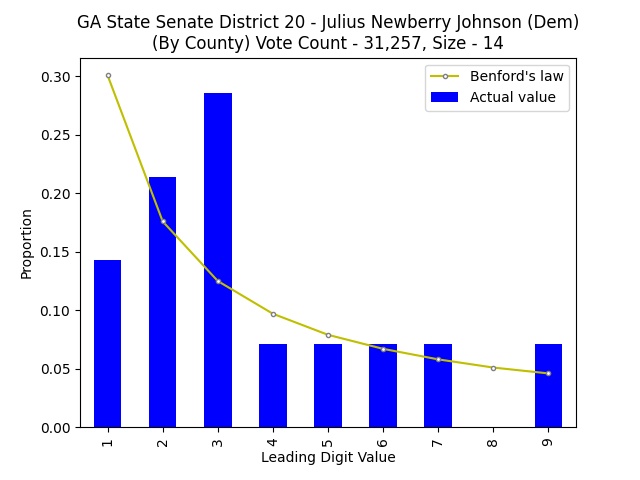 GA State Senate District 20 - Julius Newberry Johnson (Dem)
(By County) Vote Count - 31,257, Size - 14
Benford's law
Actual value
0.30
0.25
0.20
0.15
0.10
0.05
0.00
Proportion
1 2 3 4 5 6 7 8 9
Leading Digit Value